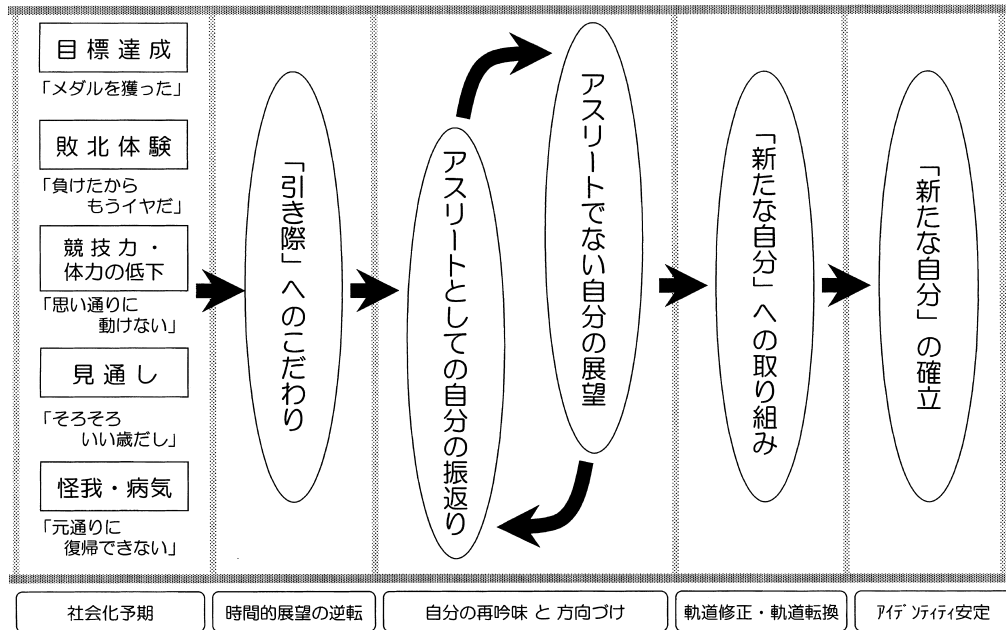 目標達成
「メダルを獲った」
敗北体験
「負けたから
もうイヤだ」
競技力・
体力の低下
「思い通りに
動けない」
見通し
「そろそろ
いい歳だし」
怪我・病気
「元通りに
復帰できない」
「引き際」へのこだわり
アスリートとしての自分の振返り
アスリートでない自分の展望
「新たな自分」への取り組み
「新たな自分」の確立
社会化予期
時間的展望の逆転
自分の再吟味 と 方向づけ
軌道修正・軌道転換
ｱｲﾃﾞﾝﾃｨﾃｨ安定